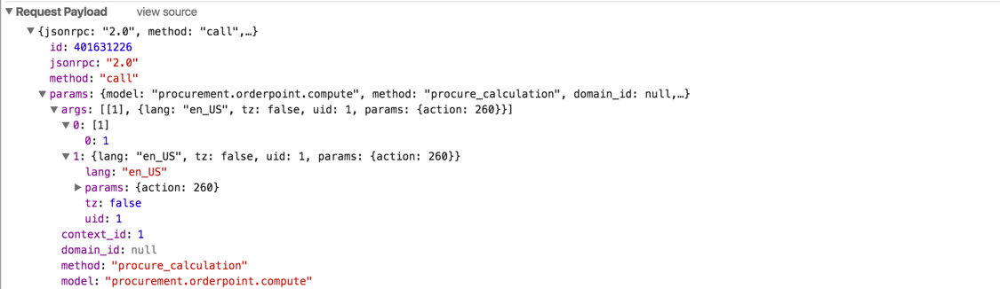 Request Payload view source
{jsonrpc: "2.0", method: "call",…}
id: 401631226
jsonrpc: "2.0"
method: "call"
params: {model: "procurement.orderpoint.compute", method: "procure_calculation", domain_id: null,…}
args: [[1], {lang: "en_US", tz: false, uid: 1, params: {action: 260}}]
0: [1]
0: 1
1: {lang: "en_US", tz: false, uid: 1, params: {action: 260}}
lang: "en_US"
params: {action: 260}
tz: false
uid: 1
context_id: 1
domain_id: null
method: "procure_calculation"
model: "procurement.orderpoint.compute"